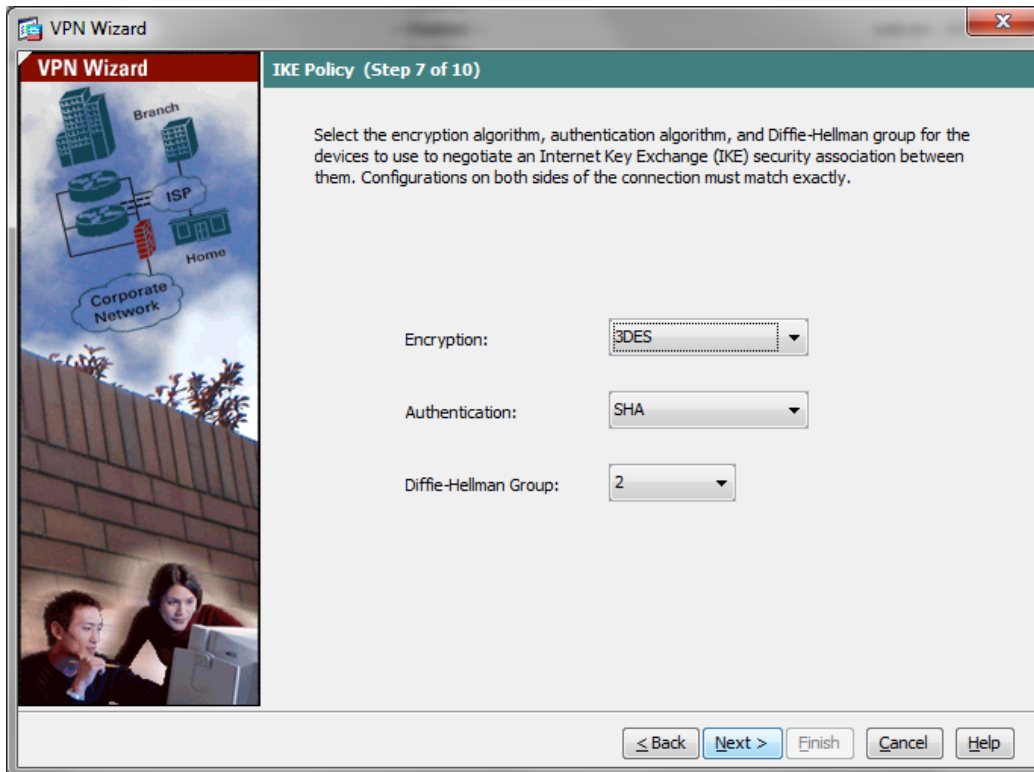 VPN Wizard
VPN Wizard
IKE Policy (Step 7 of 10)
Branch
ISP
Home
Corporate
Network
Select the encryption algorithm, authentication algorithm, and Diffie-Hellman group for the
devices to use to negotiate an Internet Key Exchange (IKE) security association between
them. Configurations on both sides of the connection must match exactly.
Encryption: 3DES
Authentication: SHA
Diffie-Hellman Group: 2
< Back Next > Finish Cancel Help